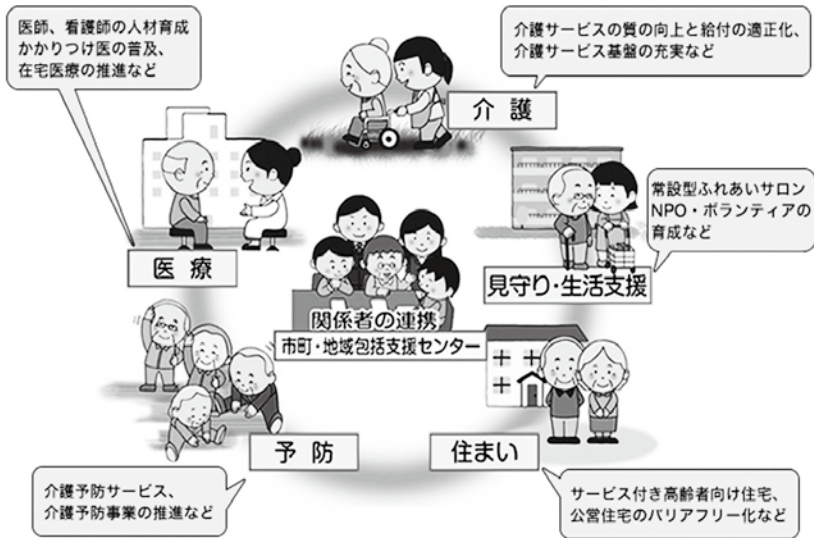 医師、看護師の人材育成
かかりつけ医の普及、
在宅医療の推進など
介護サービスの質の向上と給付の適正化、
介護サービス基盤の充実など
介護
常設型ふれあいサロン
NPO・ボランティアの
育成など
医療
見守り・生活支援
関係者の連携
市町・地域包括支援センター
予防
住まい
介護予防サービス、
介護予防事業の推進など
サービス付き高齢者向け住宅、
公営住宅のバリアフリー化など